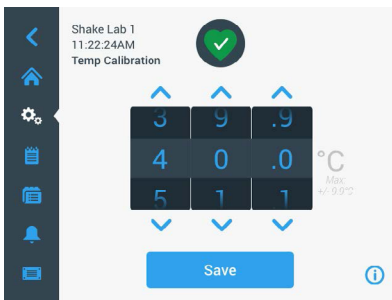 Shake Lab 1
11:22:24AM
Temp Calibration
3 9 .9
4 0 .0
5 1 .1
°C
Max:
+/- 9.9°C
Save